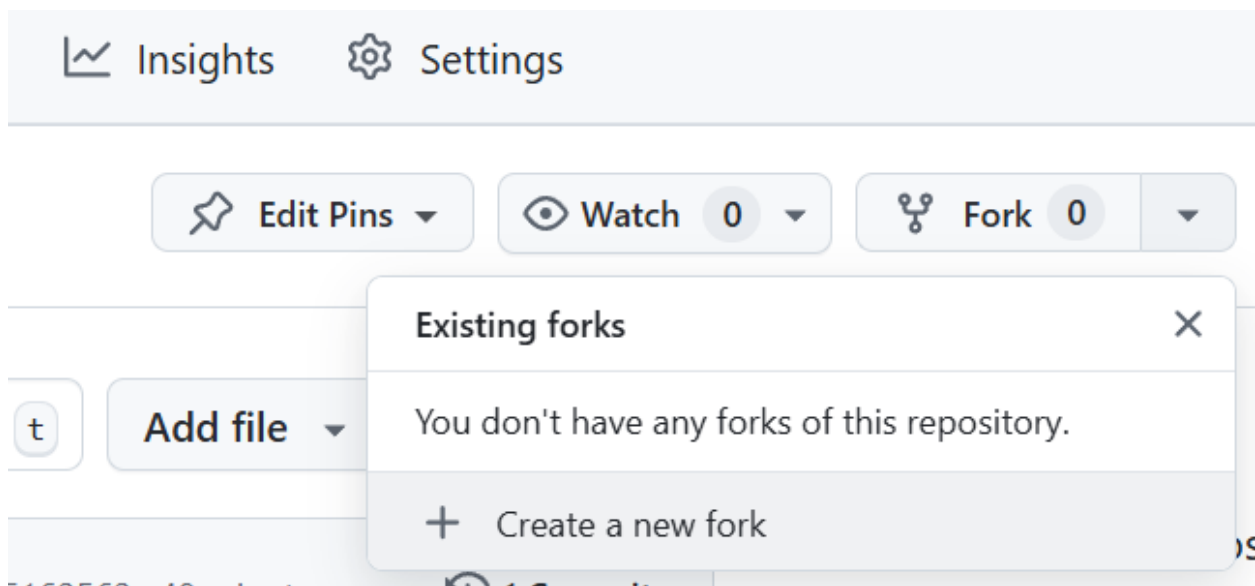 Insights Settings
Edit Pins Watch 0 Fork 0
Existing forks
t Add file
You don't have any forks of this repository.
Create a new fork